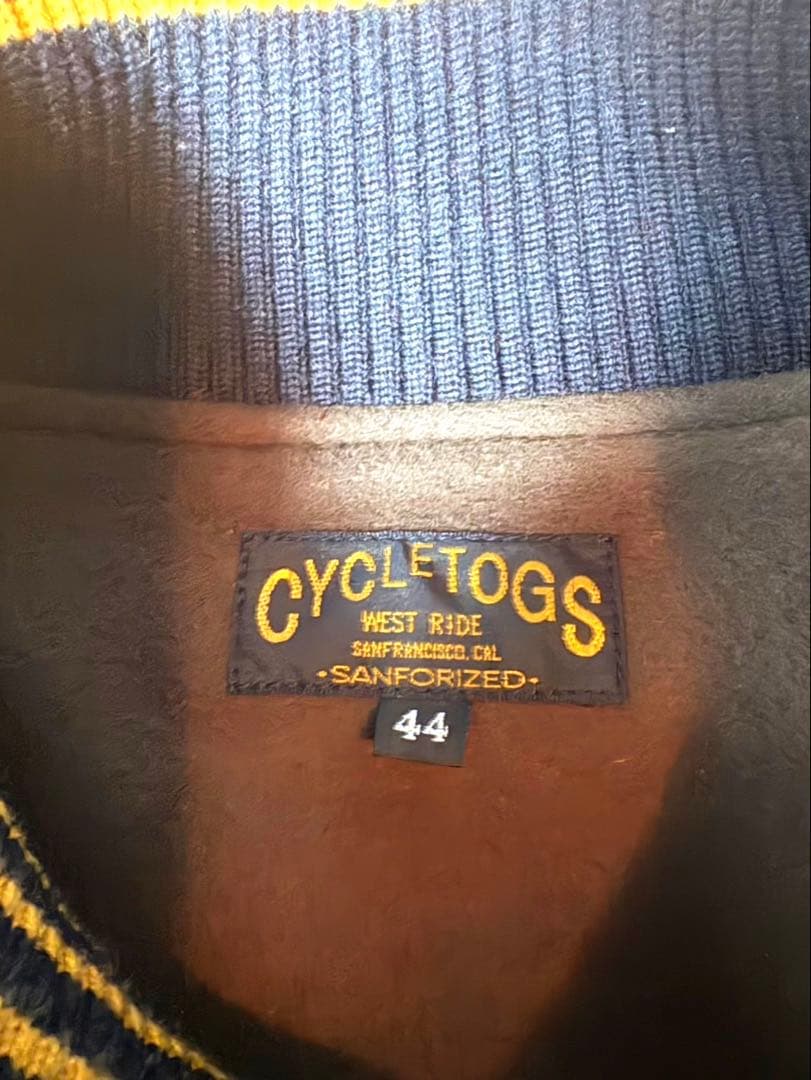 CYCLETOGS
WEST RIDE
SANFRANCISCO, CAL
•SANFORIZED•
44